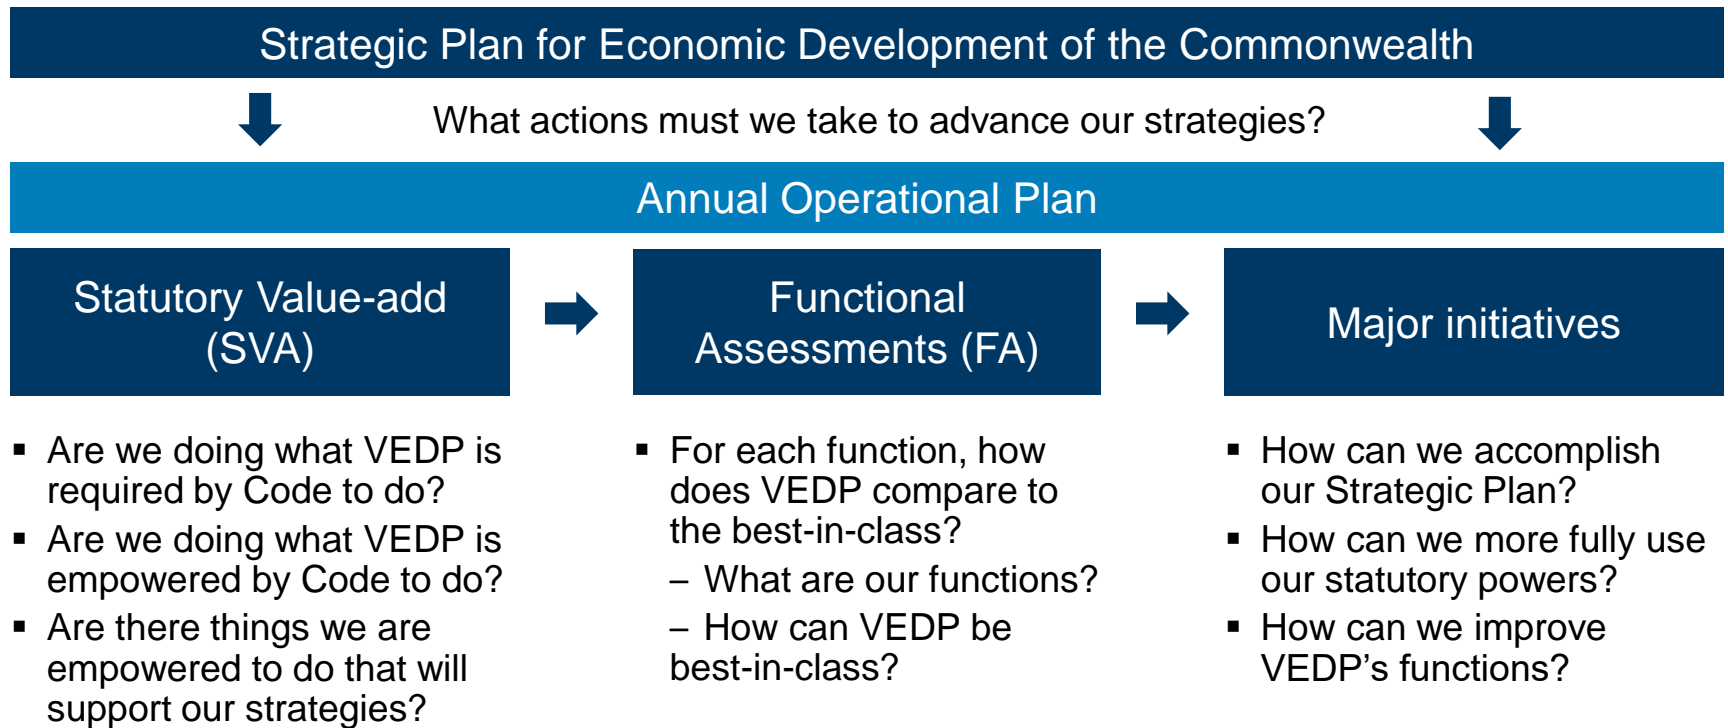 Strategic Plan for Economic Development of the Commonwealth
What actions must we take to advance our strategies?
Annual Operational Plan
Statutory Value-add
(SVA)
Functional
Assessments (FA)
Major initiatives
▪ Are we doing what VEDP is
required by Code to do?
▪ Are we doing what VEDP is
empowered by Code to do?
▪ Are there things we are
empowered to do that will
support our strategies?
▪ For each function, how
does VEDP compare to
the best-in-class?
– What are our functions?
– How can VEDP be
best-in-class?
▪ How can we accomplish
our Strategic Plan?
▪ How can we more fully use
our statutory powers?
▪ How can we improve
VEDP’s functions?